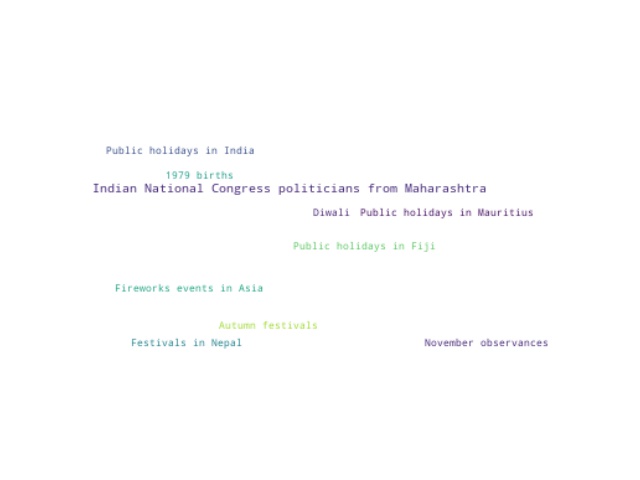 Public holidays in India
1979 births
Indian National Congress politicians from Maharashtra
Diwali Public holidays in Mauritius
Public holidays in Fiji
Fireworks events in Asia
Autumn festivals
Festivals in Nepal November observances